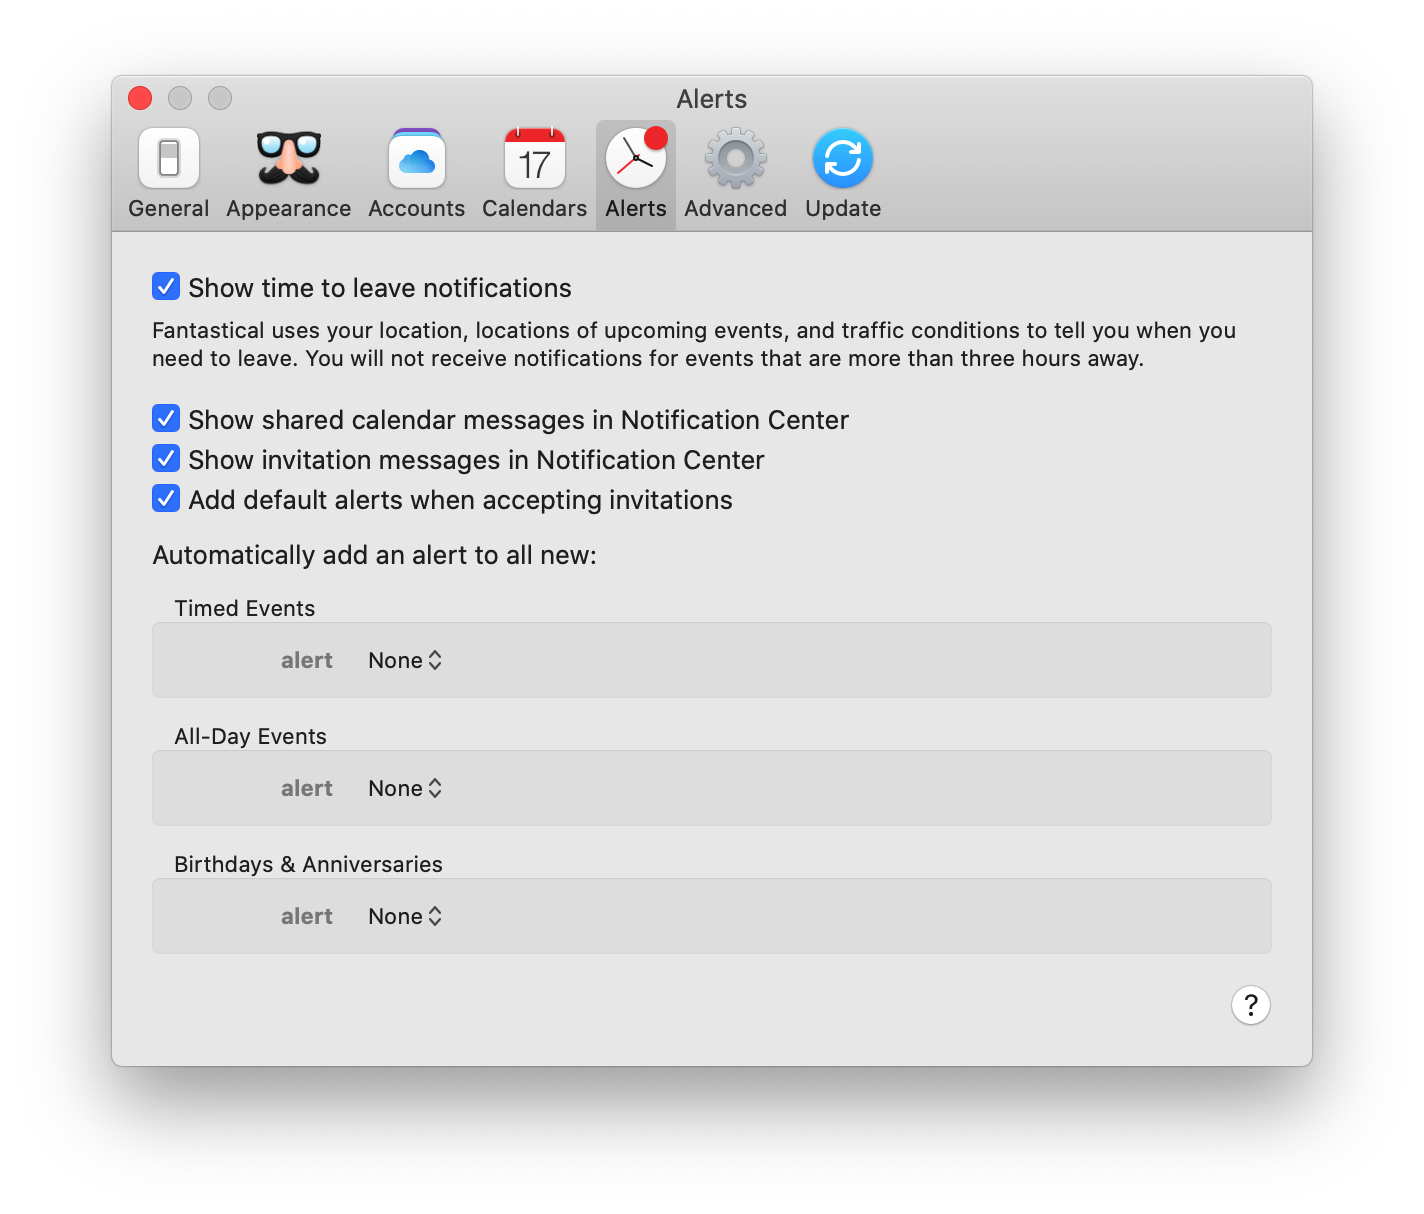 Alerts
17
General
Appearance
Accounts
Calendars
Alerts
Advanced
Update
Show time to leave notifications
Fantastical uses your location, locations of upcoming events, and traffic conditions to tell you when you
need to leave. You will not receive notifications for events that are more than three hours away.
Show shared calendar messages in Notification Center
Show invitation messages in Notification Center
Add default alerts when accepting invitations
Automatically add an alert to all new:
Timed Events
alert None
All-Day Events
alert None
Birthdays & Anniversaries
alert None
?